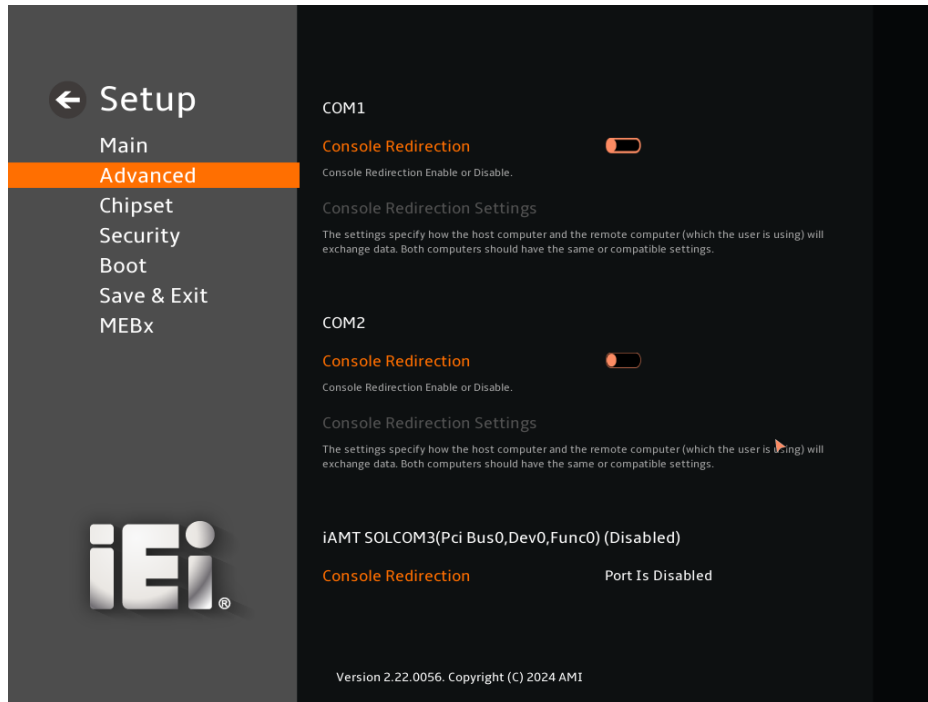 Setup
Main
Advanced
Chipset
Security
Boot
Save & Exit
MEBx
iEi®
COM1
Console Redirection
Console Redirection Enable or Disable.
Console Redirection Settings
The settings specify how the host computer and the remote computer (which the user is using) will
exchange data. Both computers should have the same or compatible settings.
COM2
Console Redirection
Console Redirection Enable or Disable.
Console Redirection Settings
The settings specify how the host computer and the remote computer (which the user is using) will
exchange data. Both computers should have the same or compatible settings.
iAMT SOLCOM3(Pci Bus0,Dev0,Func0) (Disabled)
Console Redirection Port Is Disabled
Version 2.22.0056. Copyright (C) 2024 AMI